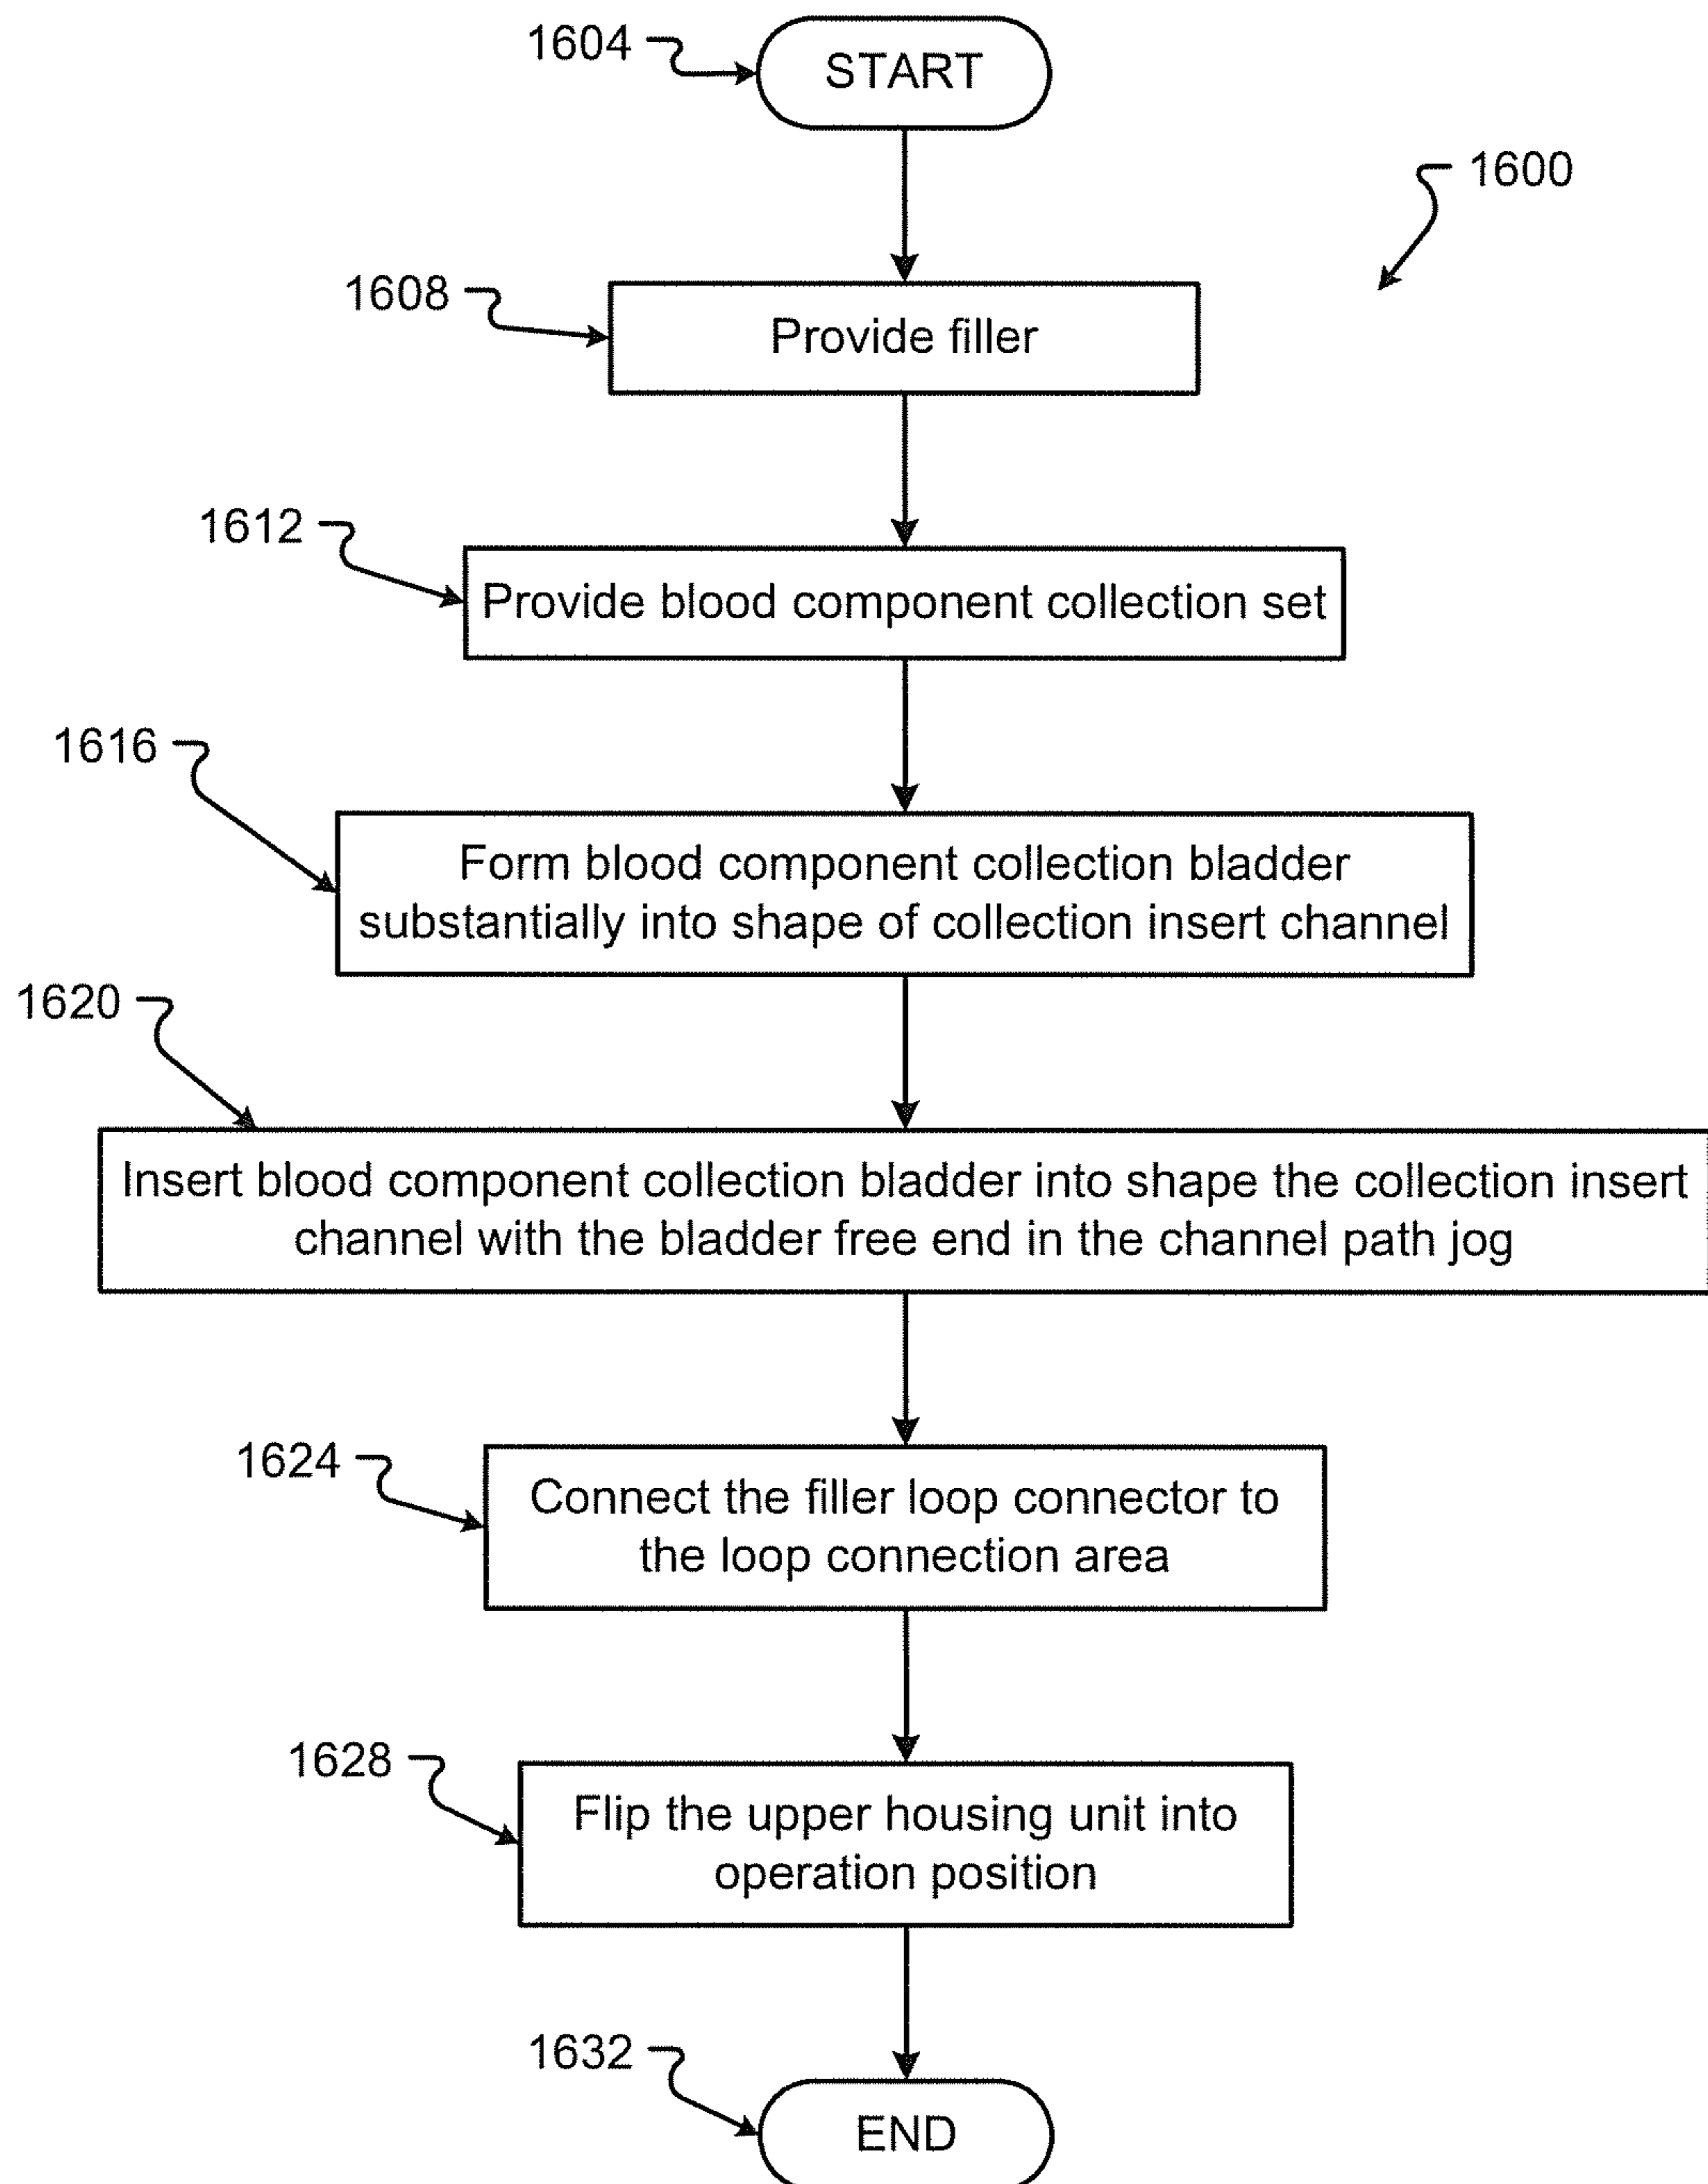 1604
START
1600
1608
Provide filler
1612
Provide blood component collection set
1616
Form blood component collection bladder
substantially into shape of collection insert channel
1620
Insert blood component collection bladder into shape the collection insert
channel with the bladder free end in the channel path jog
1624
Connect the filler loop connector to
the loop connection area
1628
Flip the upper housing unit into
operation position
1632
END